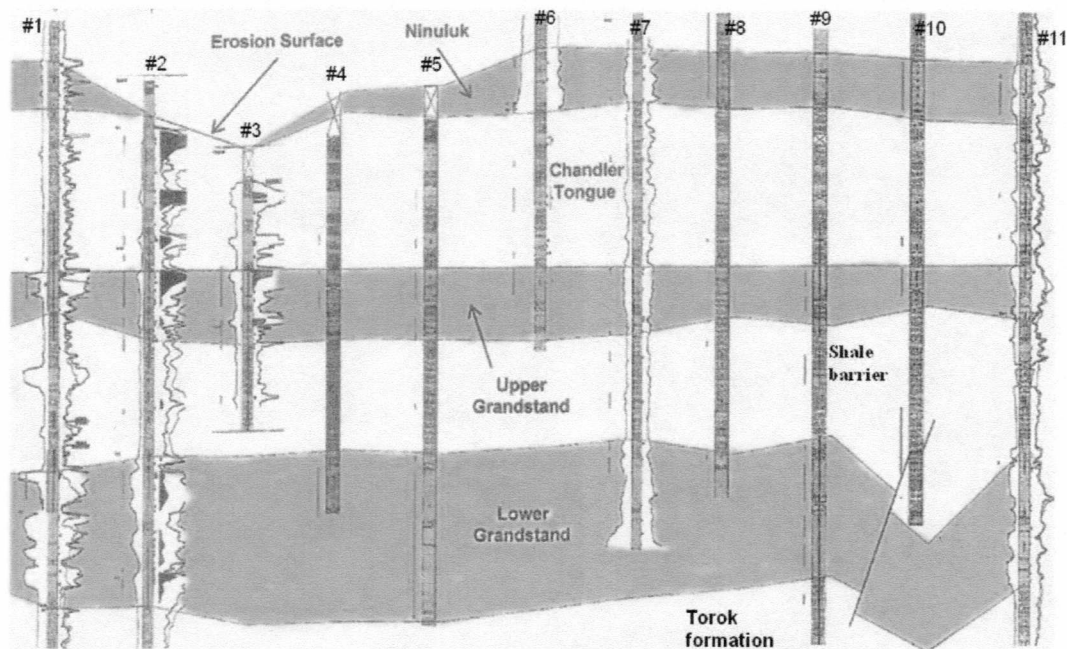 #1
Erosion Surface
Ninuluk
#6
#7
#8
#9
#10
#11
#2
#4
#5
#3
Chandler
Tongue
Shale
barrier
Upper
Grandstand
Lower
Grandstand
Torok
formation